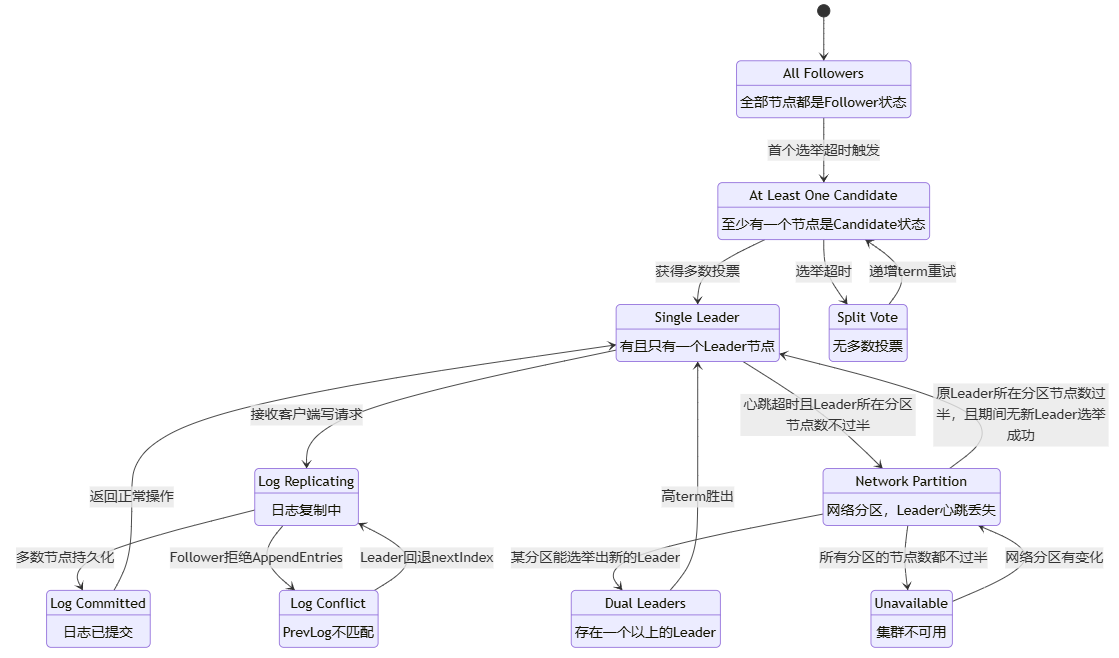 All Followers
全部节点都是Follower状态
首个选举超时触发
At Least One Candidate
至少有一个节点是Candidate状态
获得多数投票
选举超时
递增term重试
Single Leader
有且只有一个Leader节点
Split Vote
无多数投票
接收客户端写请求
心跳超时且Leader所在分区
节点数不过半
原Leader所在分区节点数过
半，且期间无新Leader选举
成功
Log Replicating
日志复制中
返回正常操作
高term胜出
Network Partition
网络分区，Leader心跳丢失
多数节点持久化
Follower拒绝AppendEntries
Leader回退nextIndex
某分区能选举出新的Leader
所有分区的节点数都不过半
网络分区有变化
Log Committed
日志已提交
Log Conflict
PrevLog不匹配
Dual Leaders
存在一个以上的Leader
Unavailable
集群不可用